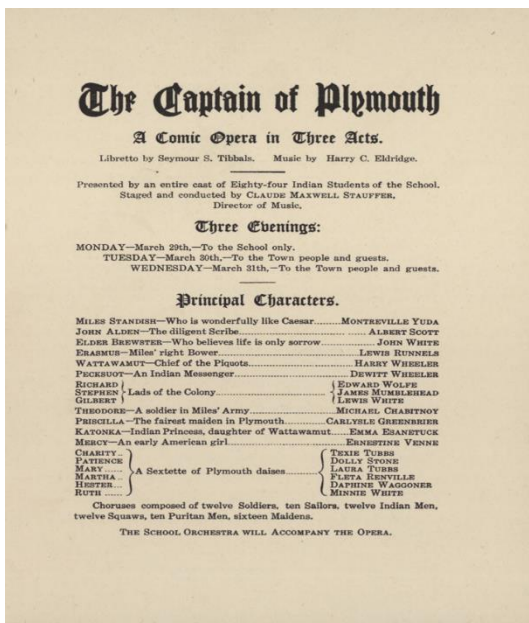 The Captain of Plymouth
A Comic Opera in Three Acts.
Libretto by Seymour S. Tibbals. Music by Harry C. Eldridge.
Presented by an entire cast of Eighty-four Indian Students of the School.
Staged and conducted by CLAUDE MAXWELL STAUFFER,
Director of Music.
Three Evenings:
MONDAY—March 29th,—To the School only.
TUESDAY—March 30th,—To the Town people and guests.
WEDNESDAY—March 31th,—To the Town people and guests.
Principal Characters.
MILES STANDISH—Who is wonderfully like Caesar..........MONTREVILLE YUDA
JOHN ALDEN—The diligent Scribe..........ALBERT SCOTT
ELDER BREWSTER—Who believes life is only sorrow..........JOHN WHITE
ERASMUS—Miles' right Bower..........LEWIS RUNNELS
WATTAWAMUT—Chief of the Piquots..........HARRY WHEELER
PECKSUOT—An Indian Messenger..........DEWITT WHEELER
RICHARD } { EDWARD WOLFE
STEPHEN } Lads of the Colony..........{ JAMES MUMBLEHEAD
GILBERT } { LEWIS WHITE
THEODORE—A soldier in Miles' Army..........MICHAEL CHABITNOY
PRISCILLA—The fairest maiden in Plymouth..........CARLYSLE GREENBRIER
KATONKA—Indian Princess, daughter of Wattawamut..........EMMA ESANETUCK
MERCY—An early American girl..........ERNESTINE VENNE
CHARITY... } { TEXIE TUBBS
PATIENCE } { DOLLY STONE
MARY ...... } { LAURA TUBBS
MARTHA .. } A Sextette of Plymouth daises..........{ FLETA RENVILLE
HESTER... } { DAPHINE WAGGONER
RUTH ...... } { MINNIE WHITE
Choruses composed of twelve Soldiers, ten Sailors, twelve Indian Men,
twelve Squaws, ten Puritan Men, sixteen Maidens.
THE SCHOOL ORCHESTRA WILL ACCOMPANY THE OPERA.